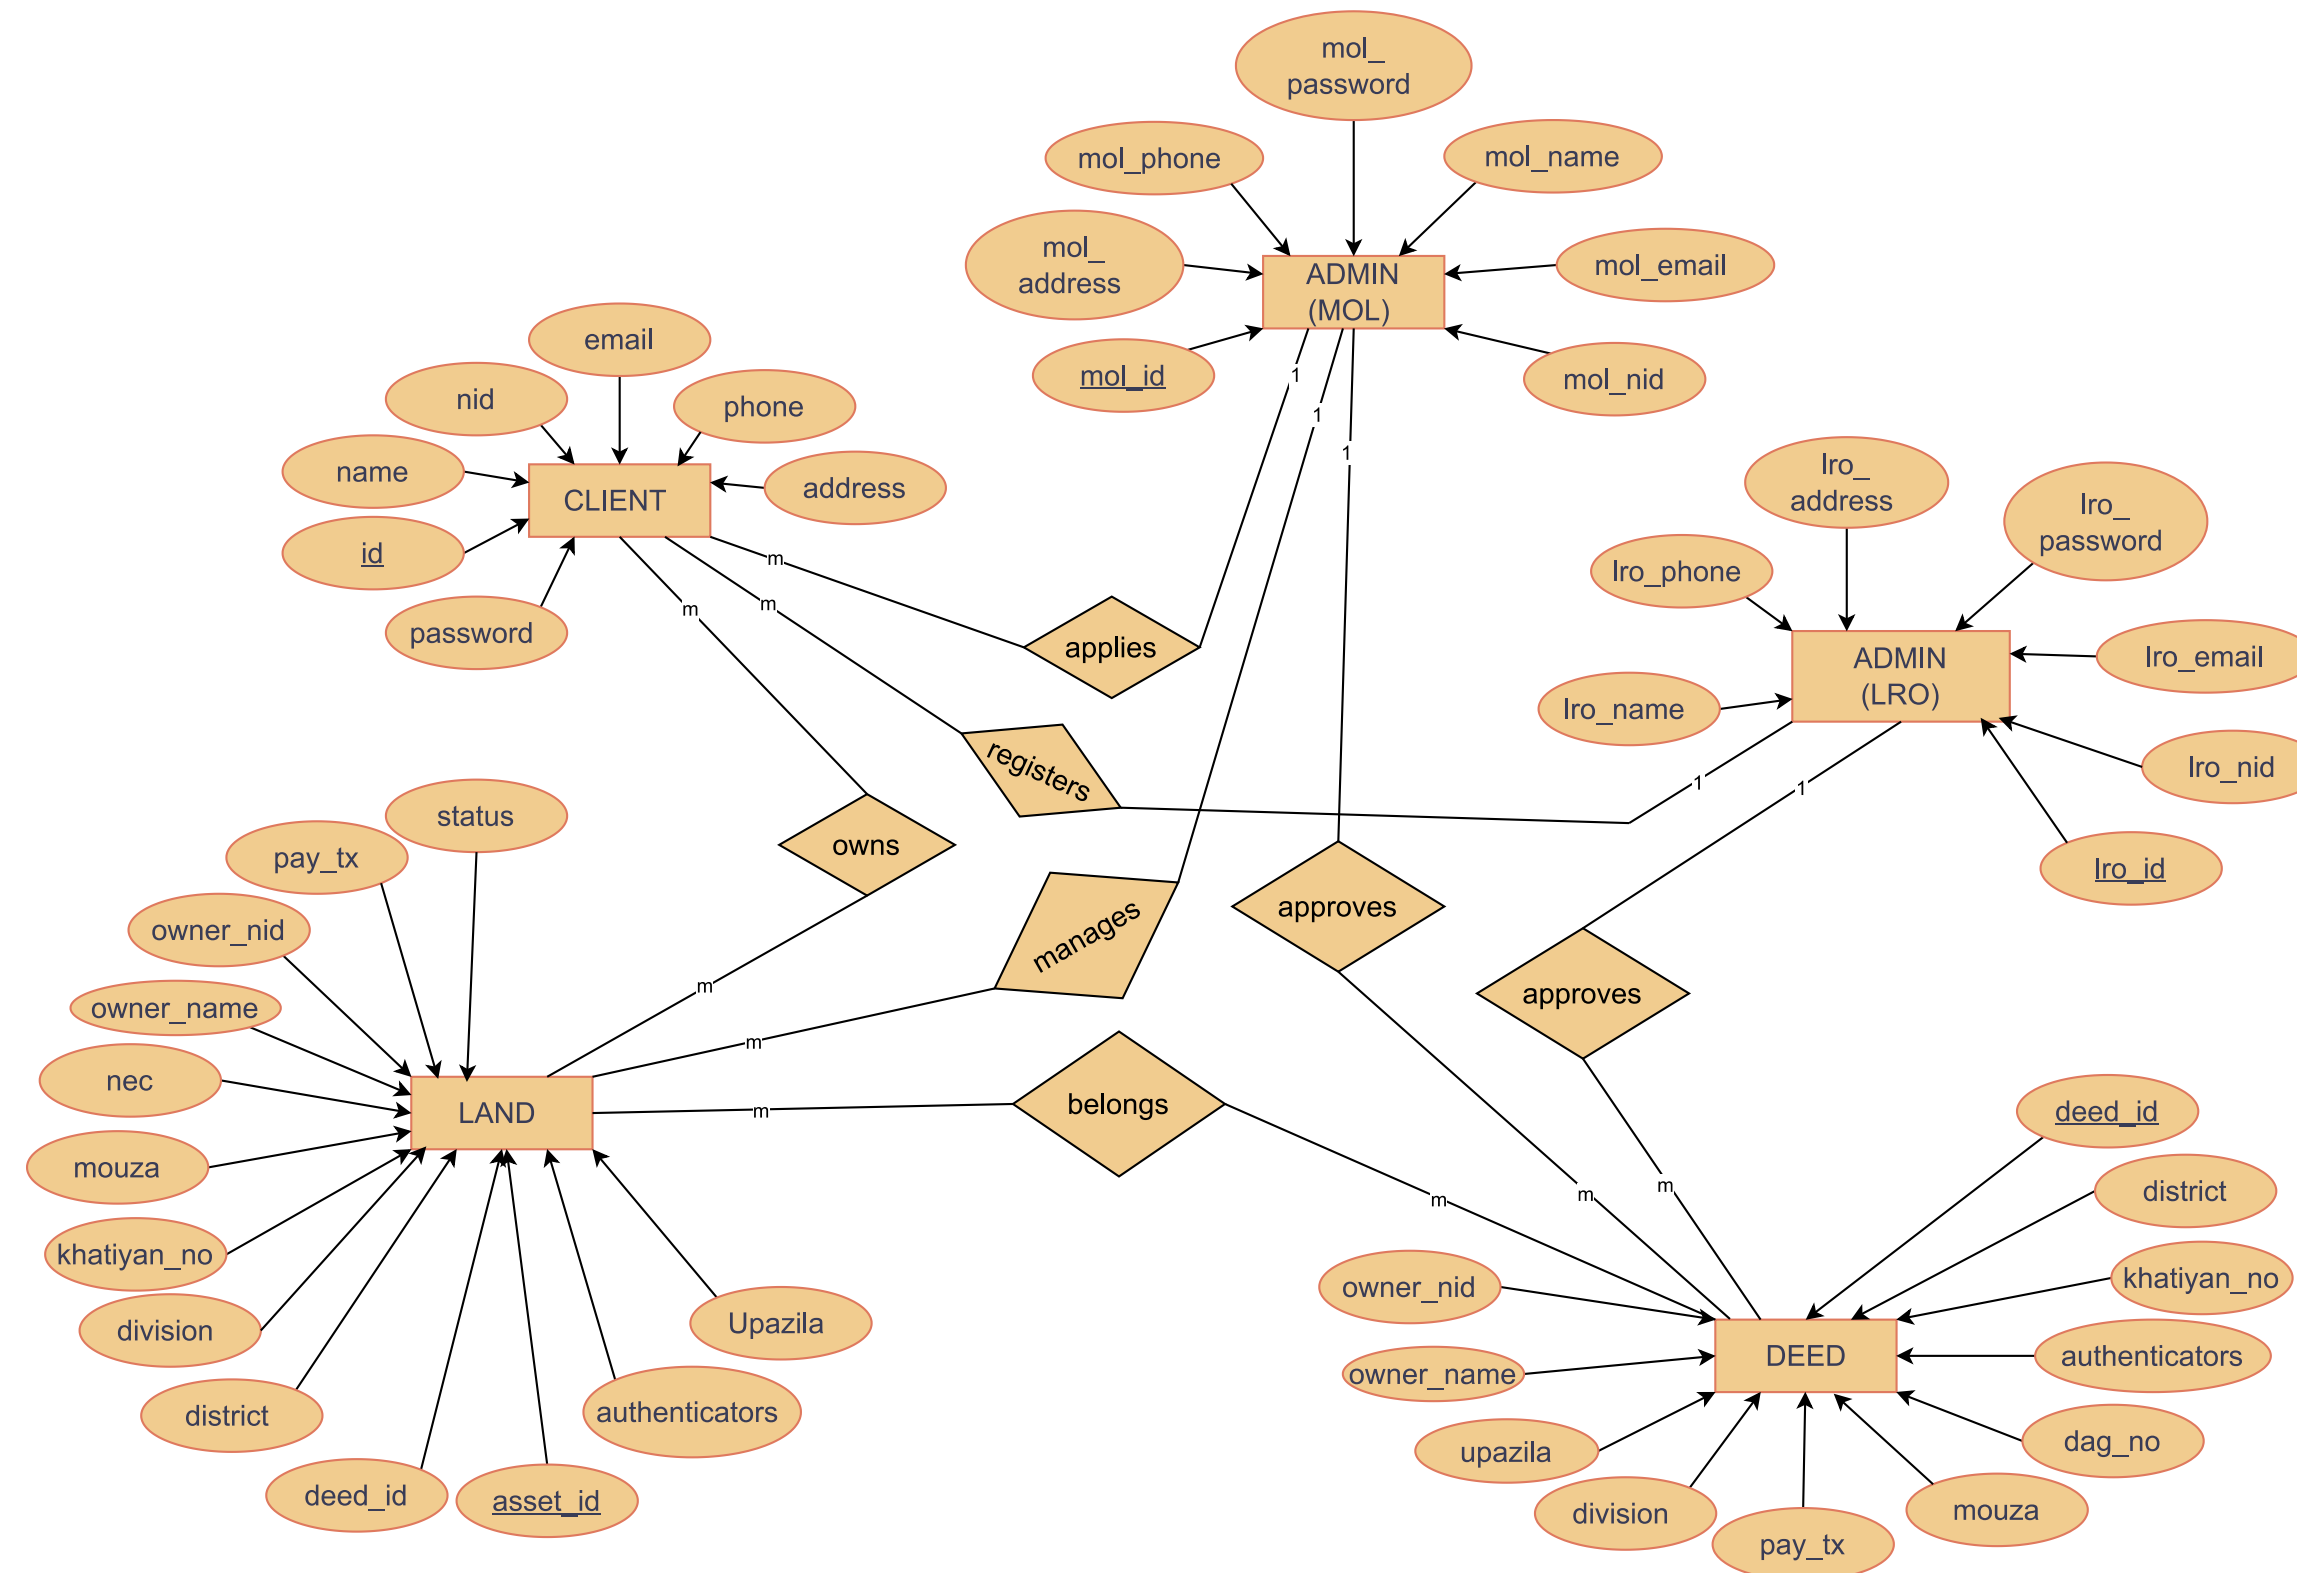 mol_
password
mol_phone
mol_name
mol_
address
mol_email
ADMIN
(MOL)
mol_id
mol_nid
email
nid
phone
name
address
CLIENT
id
password
lro_
address
lro_
password
lro_phone
lro_email
ADMIN
(LRO)
lro_name
lro_nid
lro_id
1
1
1
m
m
m
applies
registers
1
1
owns
manages
approves
approves
status
pay_tx
owner_nid
owner_name
nec
mouza
khatiyan_no
division
district
deed_id
asset_id
authenticators
Upazila
LAND
m
m
m
belongs
m
m
m
deed_id
district
khatiyan_no
authenticators
dag_no
mouza
pay_tx
division
upazila
owner_name
owner_nid
DEED